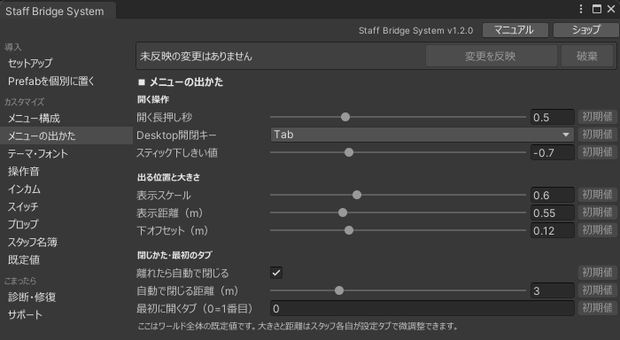 Staff Bridge System
Staff Bridge System v1.2.0 マニュアル ショップ
導入
セットアップ
Prefabを個別に置く
カスタマイズ
メニュー構成
メニューの出かた
テーマ・フォント
操作音
インカム
スイッチ
プロップ
スタッフ名簿
既定値
こまったら
診断・修復
サポート
未反映の変更はありません 変更を反映 破棄
■ メニューの出かた
開く操作
開く長押し秒 0.5 初期値
Desktop開閉キー Tab 初期値
スティック下しきい値 -0.7 初期値
出る位置と大きさ
表示スケール 0.6 初期値
表示距離（m） 0.55 初期値
下オフセット（m） 0.12 初期値
閉じかた・最初のタブ
離れたら自動で閉じる 初期値
自動で閉じる距離（m） 3 初期値
最初に開くタブ（0=1番目） 0 初期値
ここはワールド全体の既定値です。大きさと距離はスタッフ各自が設定タブで微調整できます。